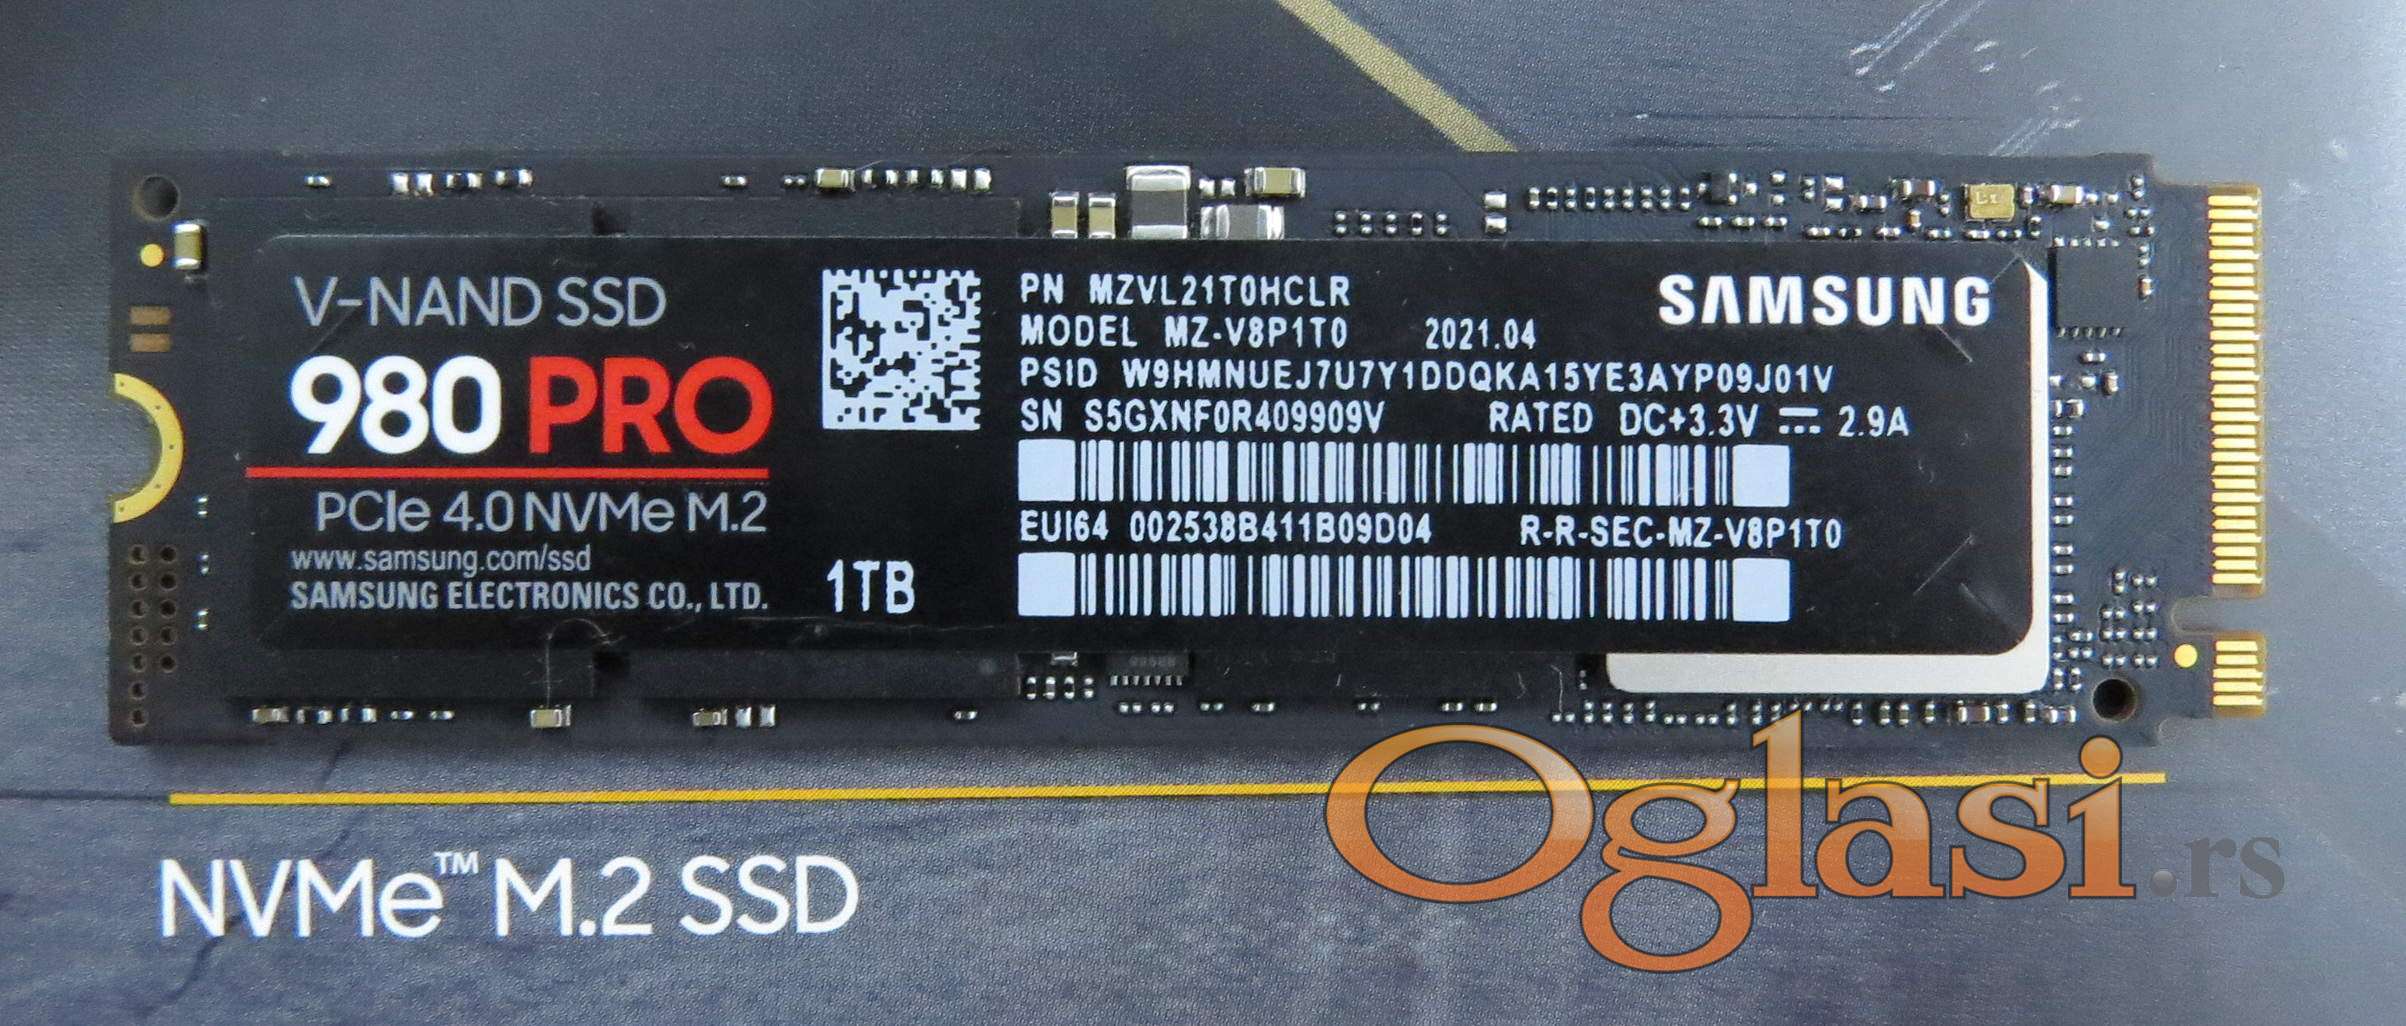 V-NAND SSD
980 PRO
PCIe 4.0 NVMe M.2
www.samsung.com/ssd
SAMSUNG ELECTRONICS CO., LTD.
1TB
PN MZVL21T0HCLR
MODEL MZ-V8P1T0 2021.04
PSID W9HMNUEJ7U7Y1DDQKA15YE3AYP09J01V
SN S5GXNF0R409909V RATED DC+3.3V ⎓ 2.9A
EUI64 002538B411B09D04 R-R-SEC-MZ-V8P1T0
SAMSUNG
NVMe™ M.2 SSD
Oglasi.rs